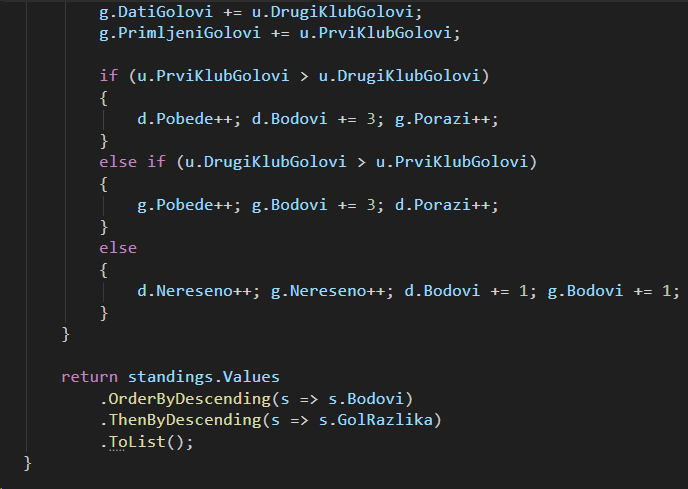 g.DatiGolovi += u.DrugiKlubGolovi;
g.PrimljeniGolovi += u.PrviKlubGolovi;
if (u.PrviKlubGolovi > u.DrugiKlubGolovi)
{
d.Pobede++; d.Bodovi += 3; g.Porazi++;
}
else if (u.DrugiKlubGolovi > u.PrviKlubGolovi)
{
g.Pobede++; g.Bodovi += 3; d.Porazi++;
}
else
{
d.Nereseno++; g.Nereseno++; d.Bodovi += 1; g.Bodovi += 1;
}
}
return standings.Values
.OrderByDescending(s => s.Bodovi)
.ThenByDescending(s => s.GolRazlika)
.ToList();
}